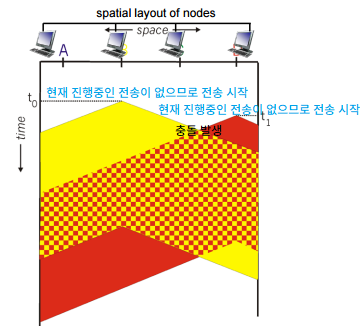 spatial layout of nodes
space
A
t0
현재 진행중인 전송이 없으므로 전송 시작
현재 진행중인 전송이 없으므로 전송 시작
t1
충돌 발생
time